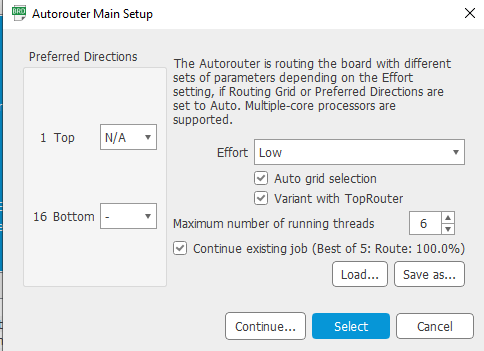 BRD Autorouter Main Setup
Preferred Directions
The Autorouter is routing the board with different
sets of parameters depending on the Effort
setting, if Routing Grid or Preferred Directions are
set to Auto. Multiple-core processors are
supported.
1 Top N/A
Effort Low
Auto grid selection
Variant with TopRouter
16 Bottom -
Maximum number of running threads 6
Continue existing job (Best of 5: Route: 100.0%)
Load... Save as...
Continue... Select Cancel